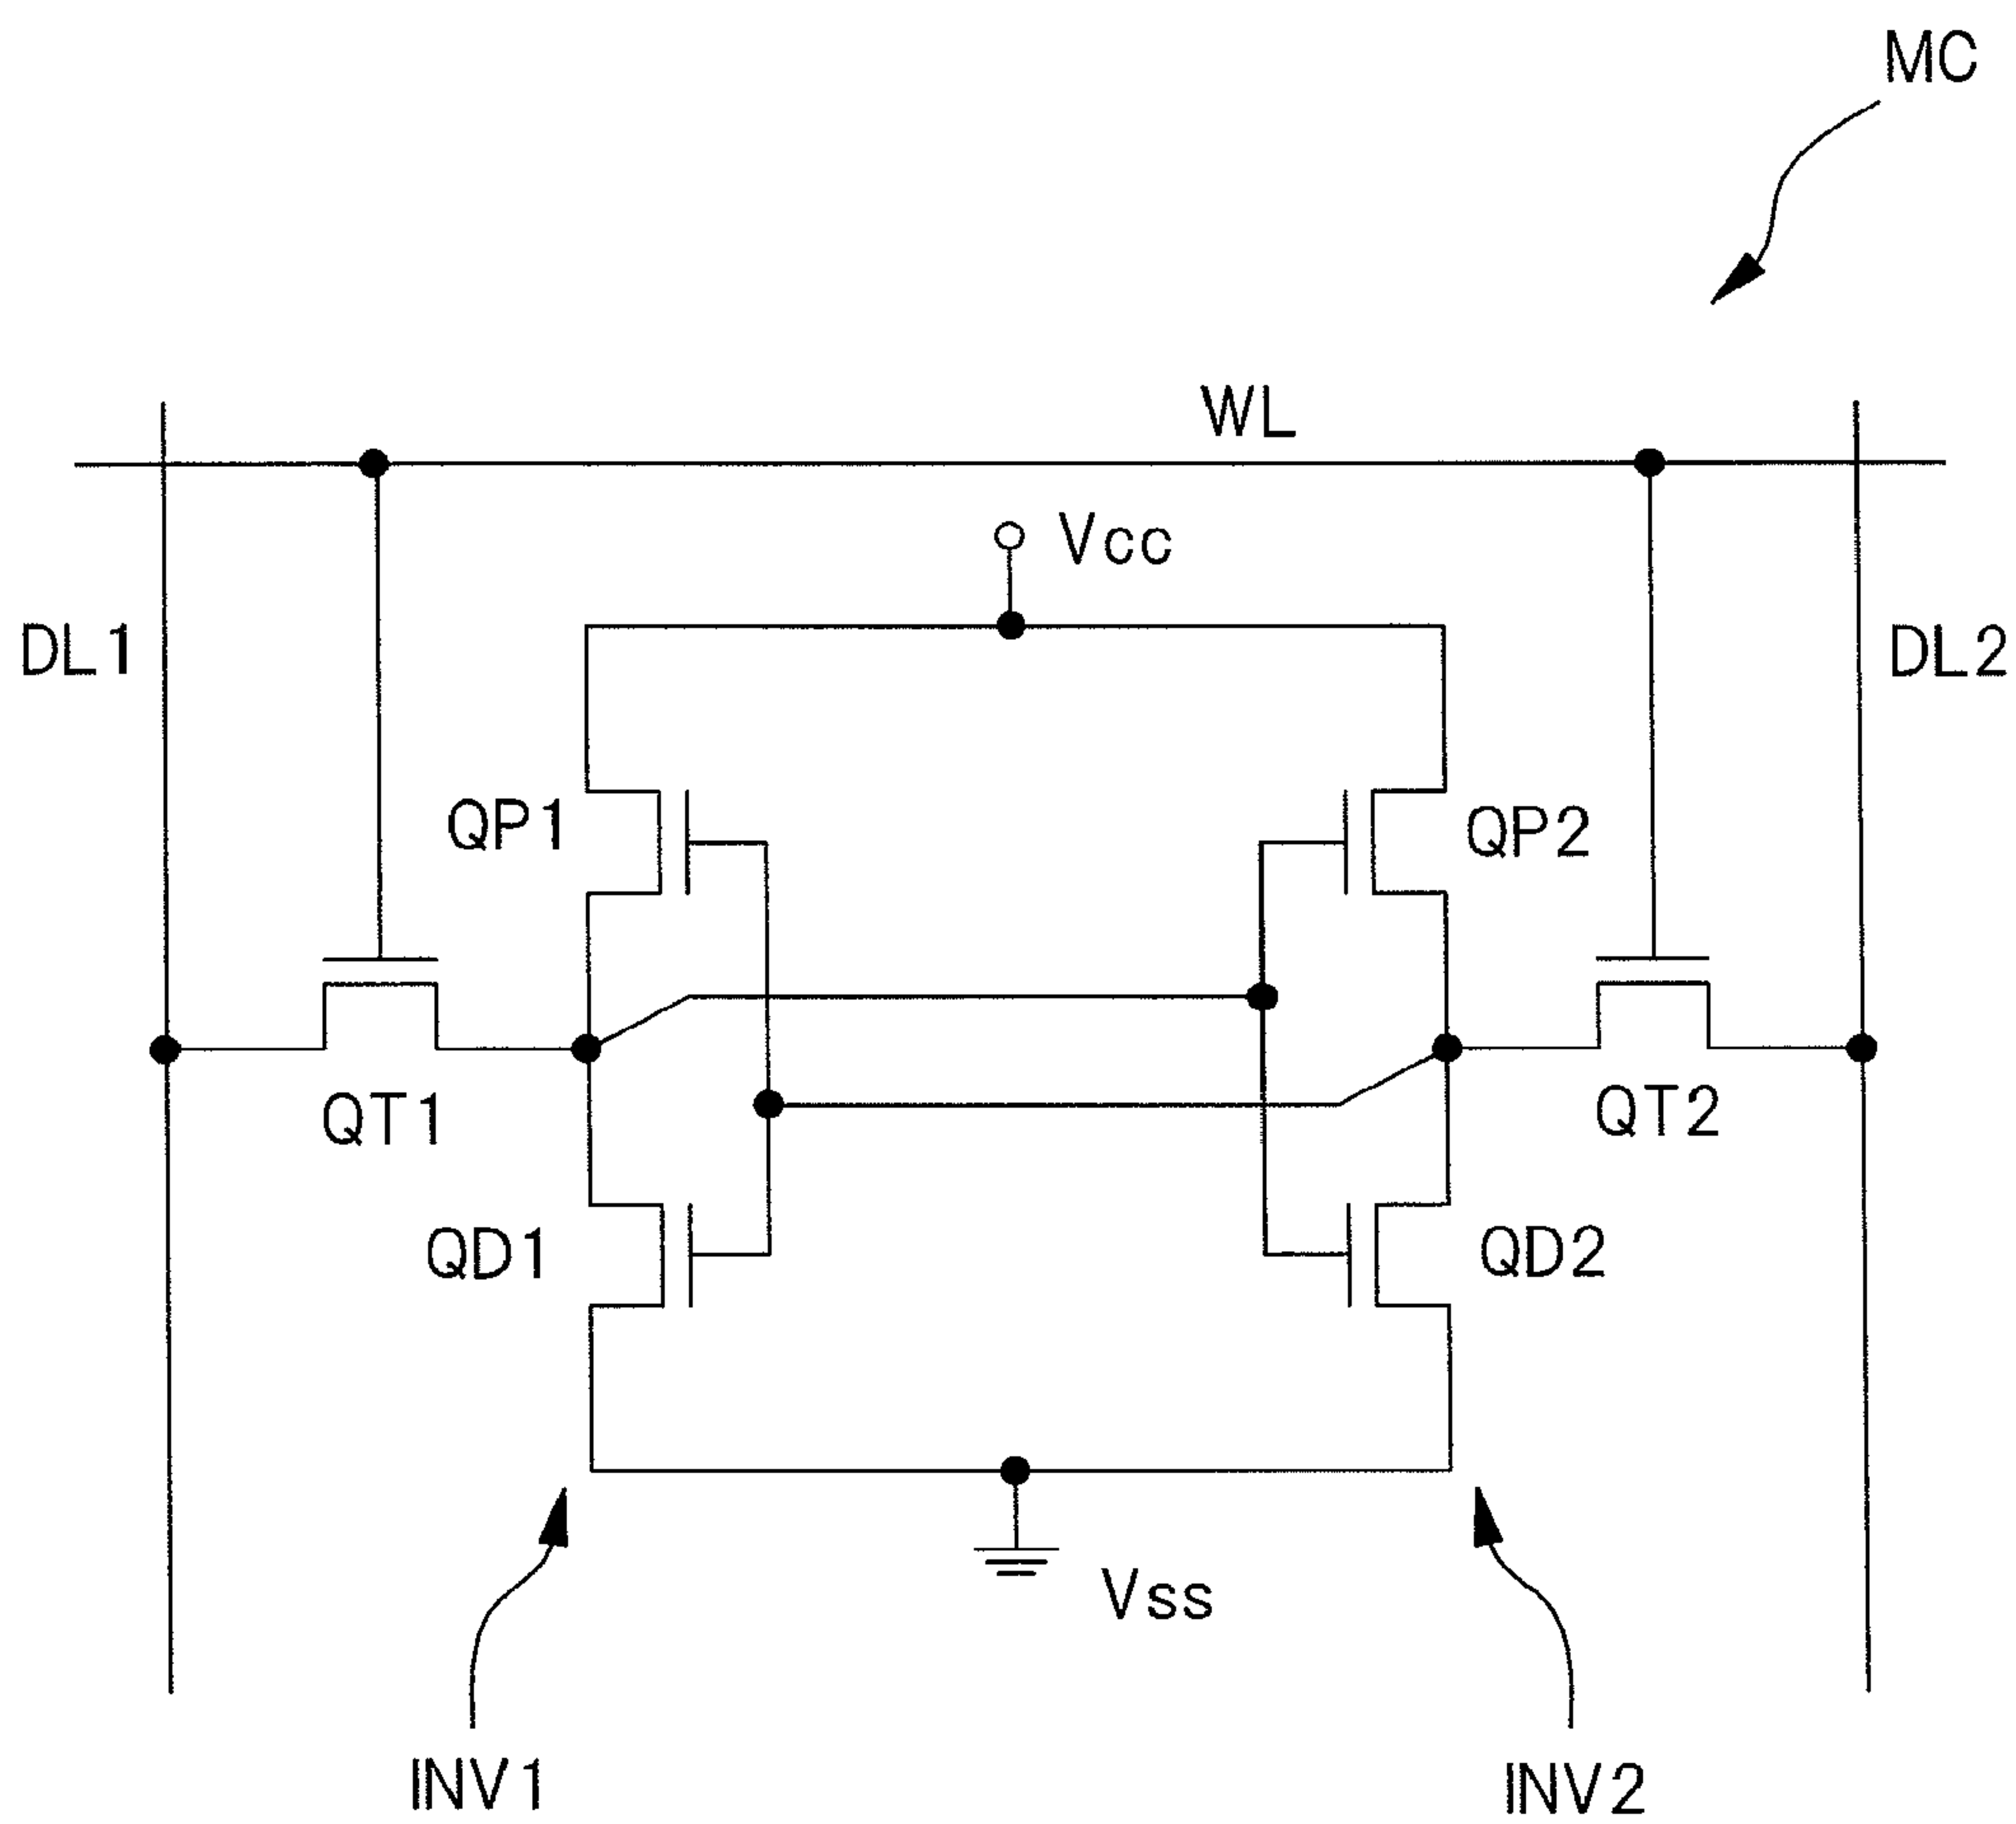 MC
WL
Vcc
DL1
DL2
QP1
QP2
QT1
QT2
QD1
QD2
Vss
INV1
INV2